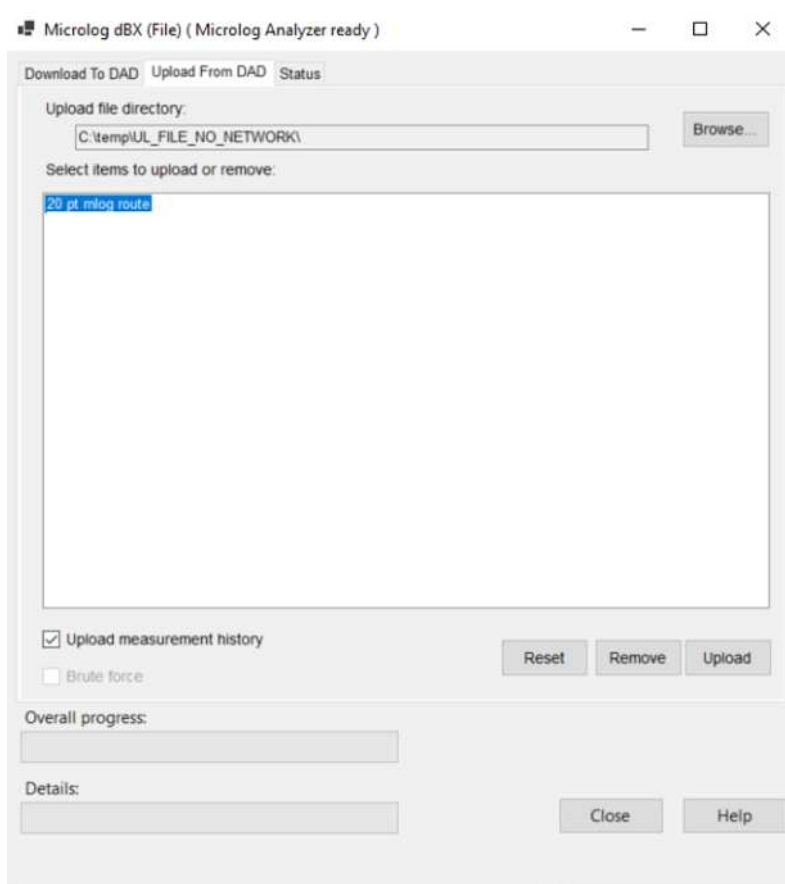 Microlog dBX (File) ( Microlog Analyzer ready )
Download To DAD Upload From DAD Status
Upload file directory:
C:\temp\UL_FILE_NO_NETWORK\
Browse...
Select items to upload or remove:
20 pt mlog route
Upload measurement history
Reset Remove Upload
Brute force
Overall progress:
Details:
Close Help